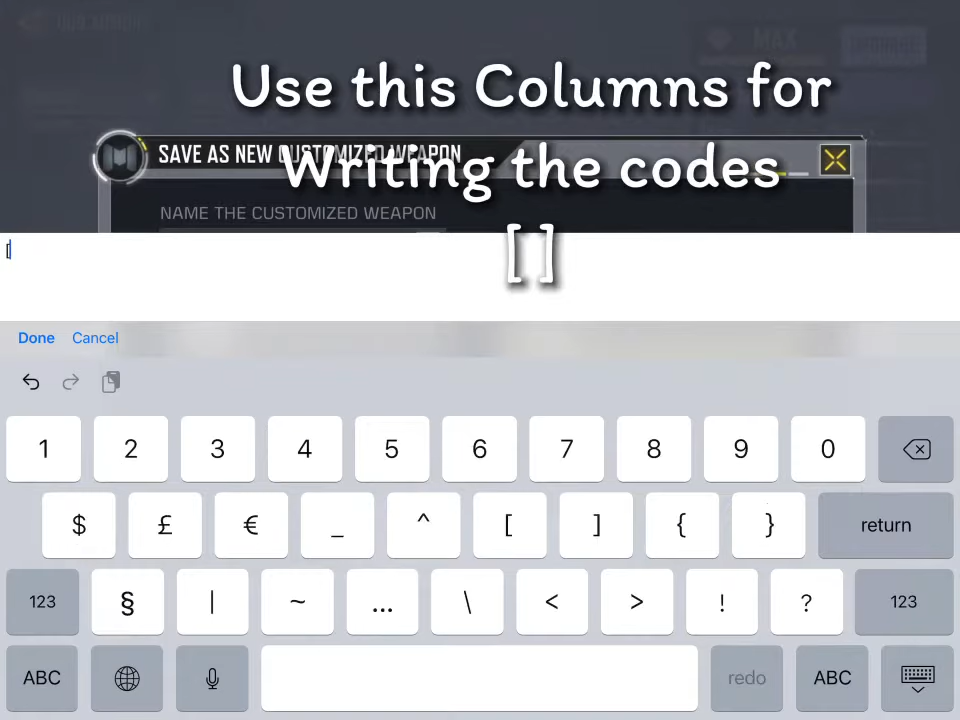 MAX
Use this Columns for
SAVE AS NEW CUSTOMIZED WEAPON
Writing the codes
NAME THE CUSTOMIZED WEAPON
[ ]
[
Done Cancel
1 2 3 4 5 6 7 8 9 0
$ £ € _ ^ [ ] { } return
123 § | ~ ... \ < > ! ? 123
ABC redo ABC